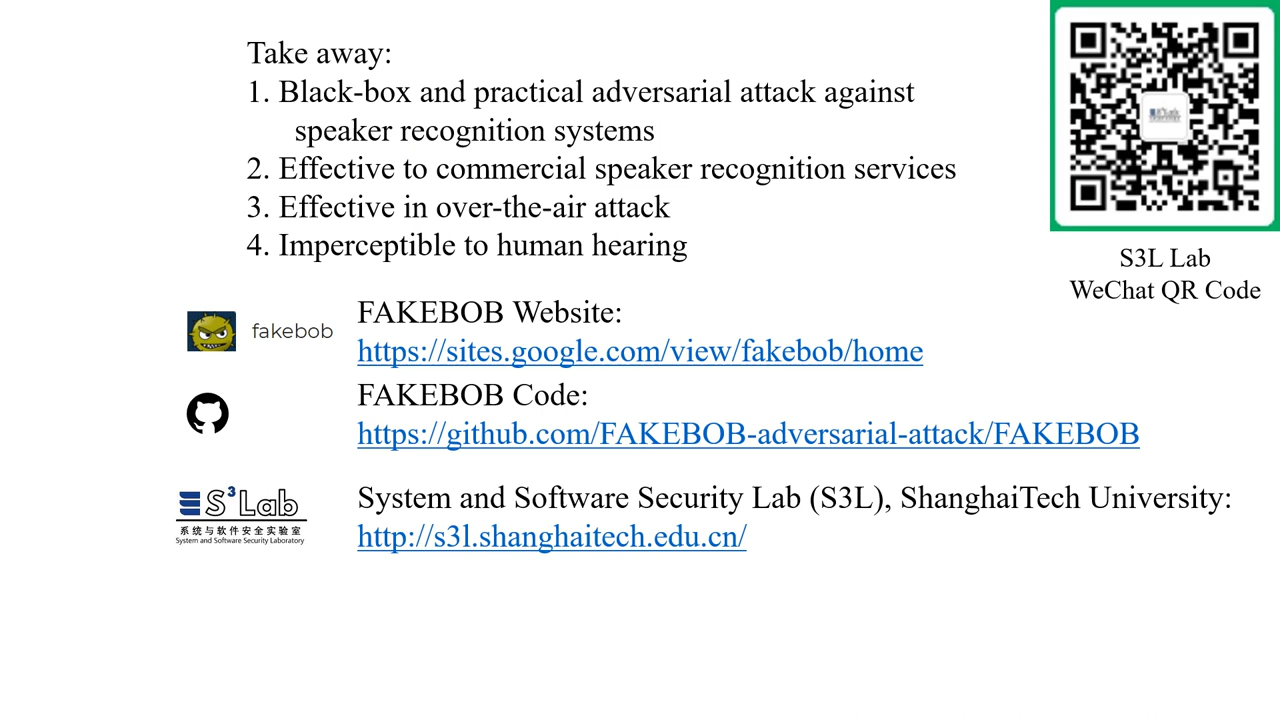 Take away:
1. Black-box and practical adversarial attack against
speaker recognition systems
2. Effective to commercial speaker recognition services
3. Effective in over-the-air attack
4. Imperceptible to human hearing
S3L Lab
WeChat QR Code
fakebob
FAKEBOB Website:
https://sites.google.com/view/fakebob/home
FAKEBOB Code:
https://github.com/FAKEBOB-adversarial-attack/FAKEBOB
S³Lab
系统与软件安全实验室
System and Software Security Laboratory
System and Software Security Lab (S3L), ShanghaiTech University:
http://s3l.shanghaitech.edu.cn/